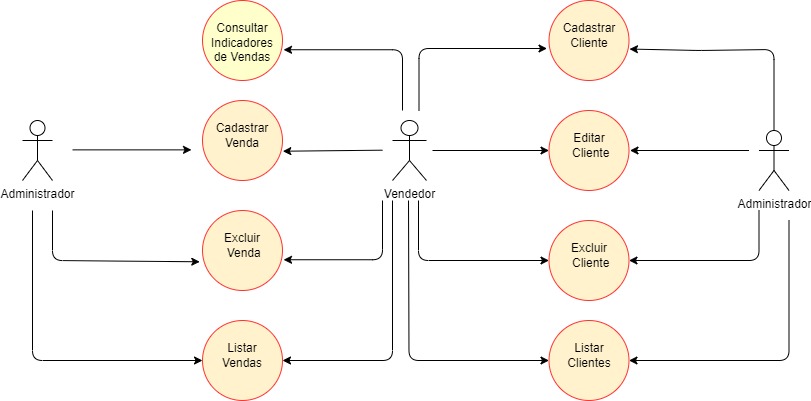 Consultar
Indicadores
de Vendas
Cadastrar
Cliente
Cadastrar
Venda
Editar
Cliente
Administrador
Vendedor
Administrador
Excluir
Venda
Excluir
Cliente
Listar
Vendas
Listar
Clientes